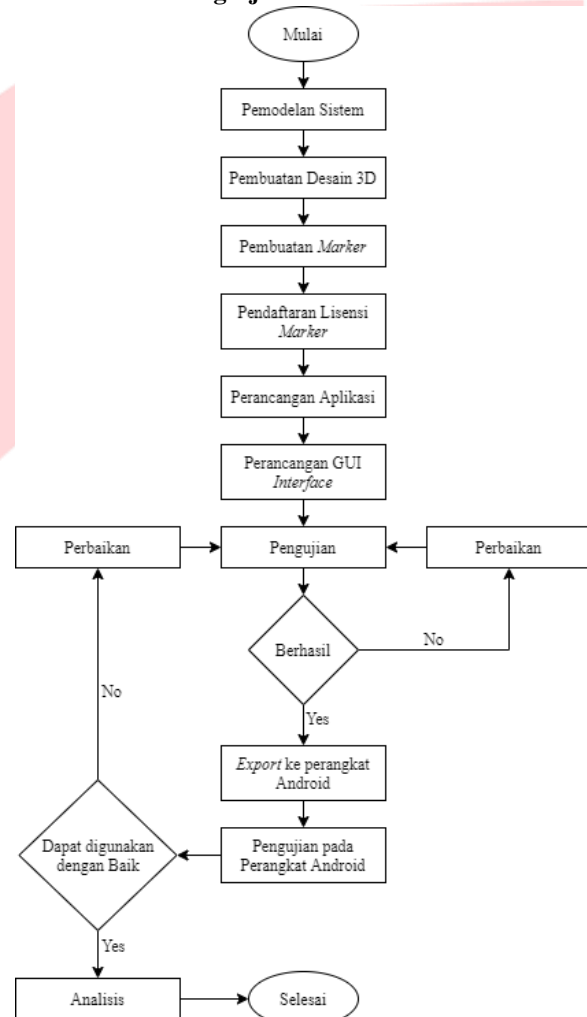 Mulai
Pemodelan Sistem
Pembuatan Desain 3D
Pembuatan Marker
Pendaftaran Lisensi
Marker
Perancangan Aplikasi
Perancangan GUI
Interface
Perbaikan
Pengujian
Perbaikan
Berhasil
No
No
Yes
Export ke perangkat
Android
Dapat digunakan
dengan Baik
Pengujian pada
Perangkat Android
Yes
Analisis
Selesai